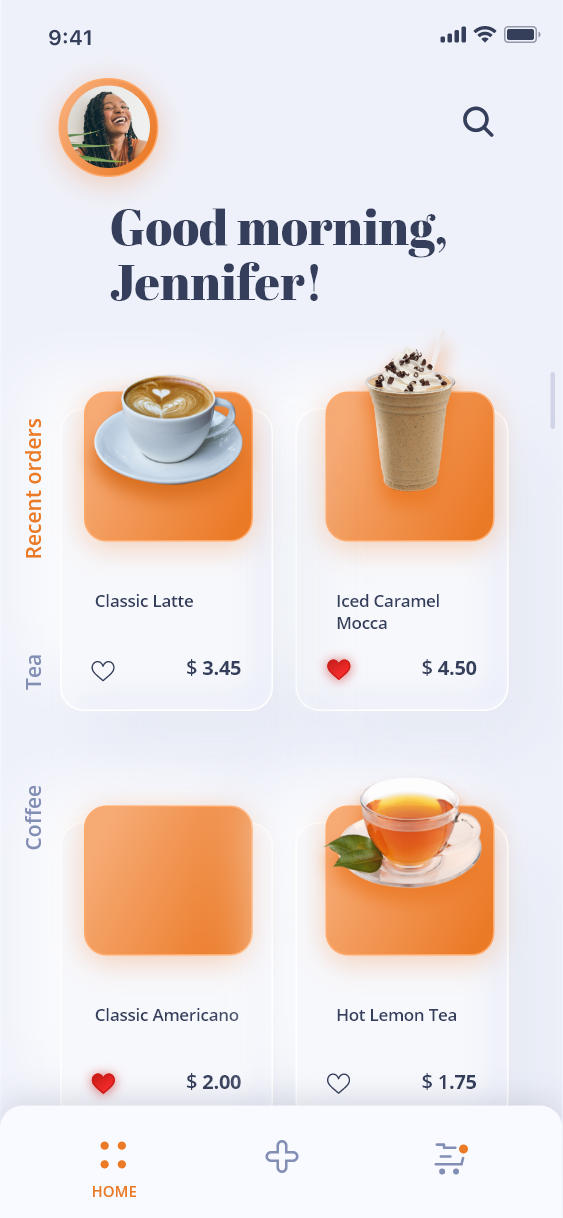 9:41
Good morning,
Jennifer!
Recent orders
Tea
Coffee
Classic Latte
$ 3.45
Iced Caramel
Mocca
$ 4.50
Classic Americano
$ 2.00
Hot Lemon Tea
$ 1.75
HOME